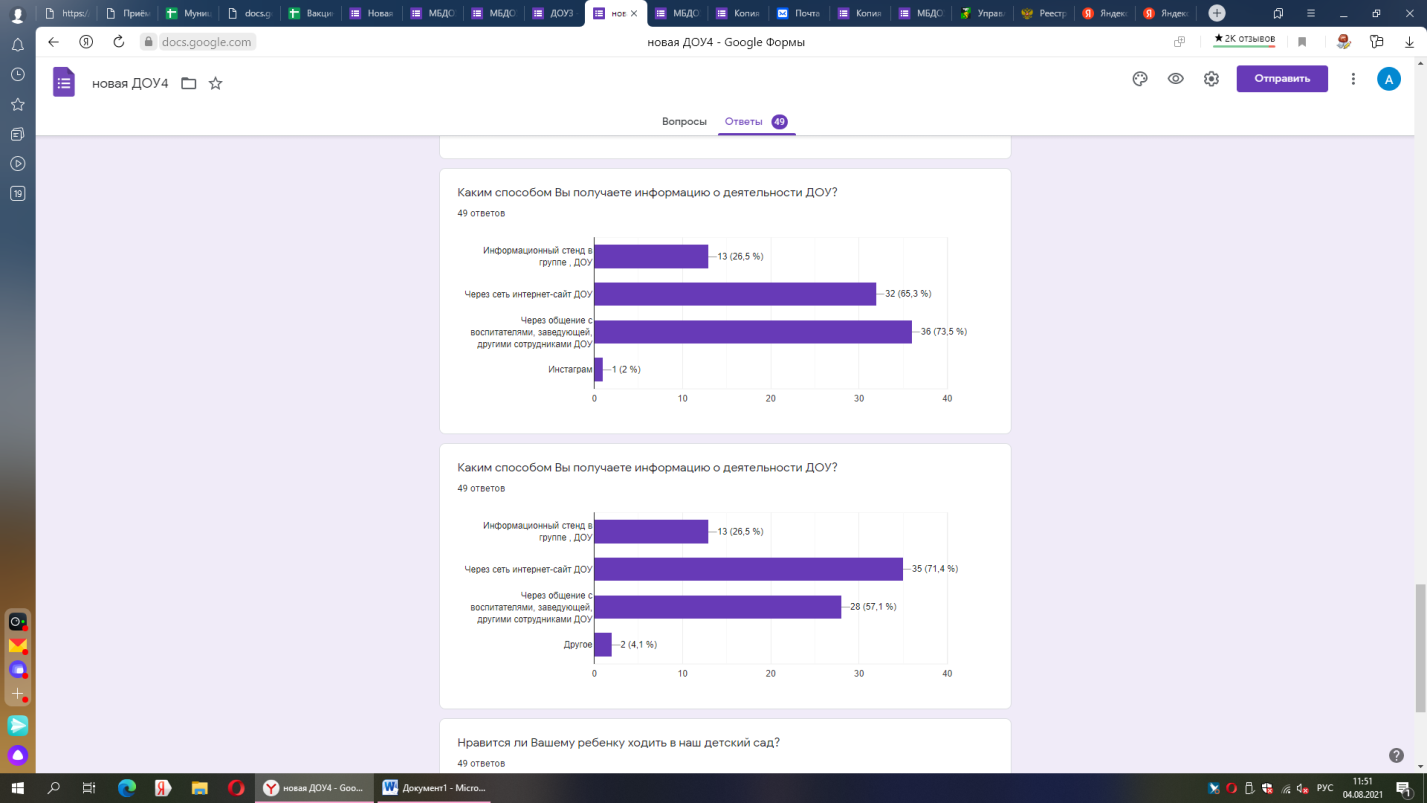 https:/
Приём
Муниц
docs.g
Вакци
Новая
МБДО
МБДО
ДОУ3
нов
МБДО
Копия
Почта
Копия
МБДО
Управл
Реестр
Яндекс
Яндекс
docs.google.com
новая ДОУ4 - Google Формы
★2К отзывов
новая ДОУ4
Отправить
А
Вопросы
Ответы 49
19
Каким способом Вы получаете информацию о деятельности ДОУ?
49 ответов
Информационный стенд в
группе , ДОУ
13 (26,5 %)
Через сеть интернет-сайт ДОУ
32 (65,3 %)
Через общение с
воспитателями, заведующей,
другими сотрудниками ДОУ
36 (73,5 %)
Инстаграм
1 (2 %)
0 10 20 30 40
Каким способом Вы получаете информацию о деятельности ДОУ?
49 ответов
Информационный стенд в
группе , ДОУ
13 (26,5 %)
Через сеть интернет-сайт ДОУ
35 (71,4 %)
Через общение с
воспитателями, заведующей,
другими сотрудниками ДОУ
28 (57,1 %)
Другое
2 (4,1 %)
0 10 20 30 40
Нравится ли Вашему ребенку ходить в наш детский сад?
49 ответов
новая ДОУ4 - Goo...
Документ1 - Micro...
РУС
11:51
04.08.2021
1